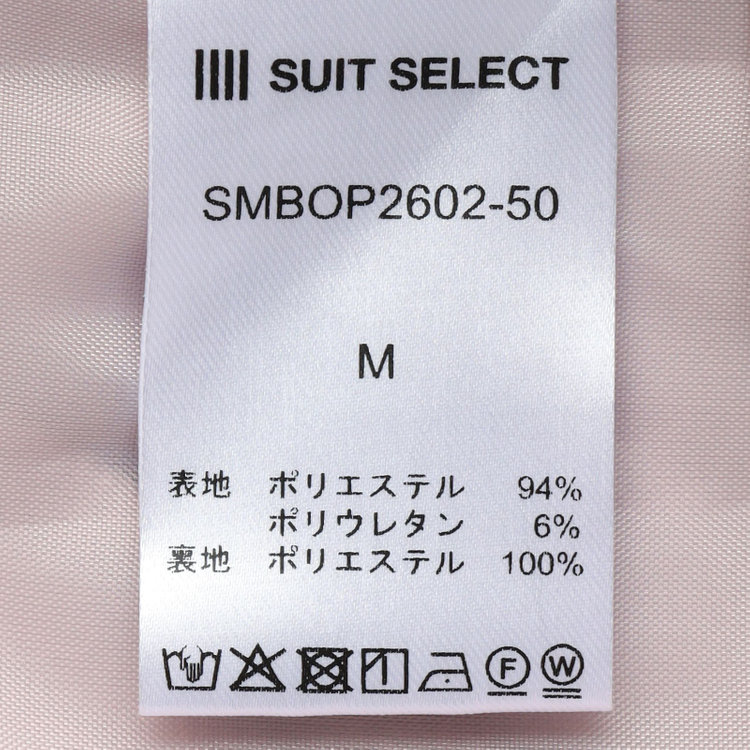 SUIT SELECT
SMBOP2602-50
M
表地 ポリエステル 94%
ポリウレタン 6%
裏地 ポリエステル 100%
F W